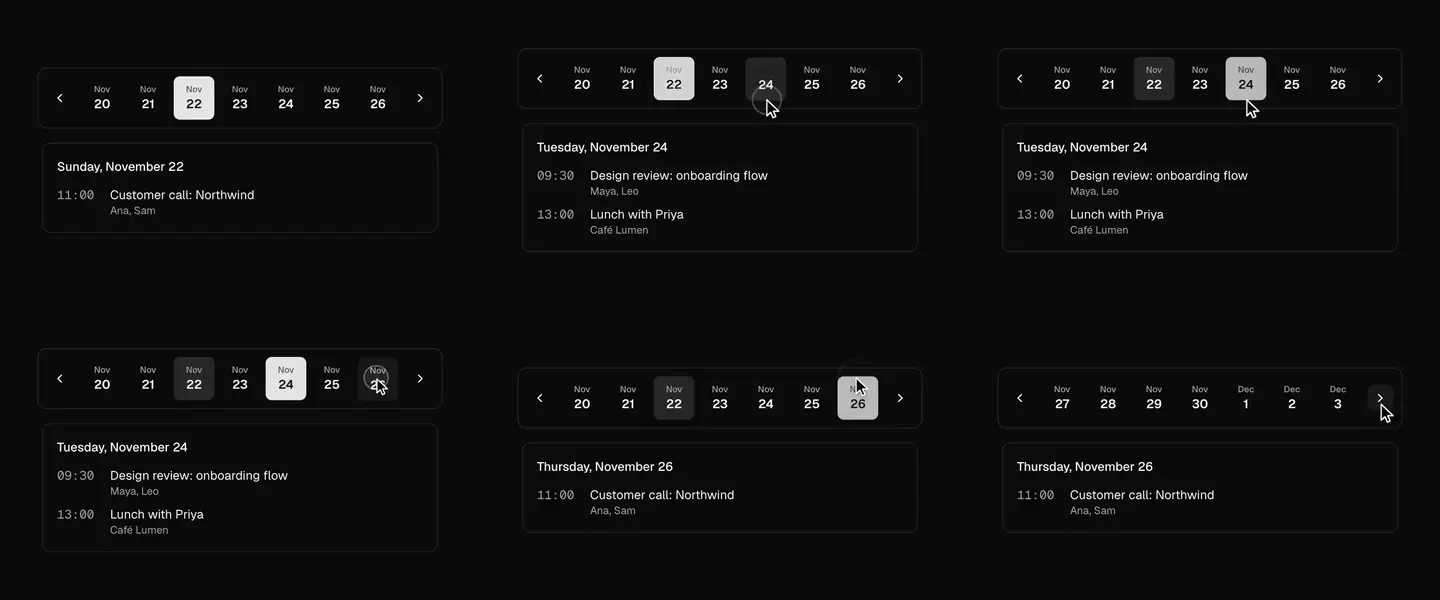 Nov Nov Nov Nov Nov Nov Nov
20 21 22 23 24 25 26
Sunday, November 22
11:00 Customer call: Northwind
Ana, Sam
Nov Nov Nov Nov Nov Nov
20 21 22 23 24 25 26
Tuesday, November 24
09:30 Design review: onboarding flow
Maya, Leo
13:00 Lunch with Priya
Café Lumen
Nov Nov Nov Nov Nov Nov Nov
20 21 22 23 24 25 26
Tuesday, November 24
09:30 Design review: onboarding flow
Maya, Leo
13:00 Lunch with Priya
Café Lumen
Nov Nov Nov Nov Nov Nov Nov
20 21 22 23 24 25
Tuesday, November 24
09:30 Design review: onboarding flow
Maya, Leo
13:00 Lunch with Priya
Café Lumen
Nov Nov Nov Nov Nov Nov
20 21 22 23 24 25 26
Thursday, November 26
11:00 Customer call: Northwind
Ana, Sam
Nov Nov Nov Nov Dec Dec Dec
27 28 29 30 1 2 3
Thursday, November 26
11:00 Customer call: Northwind
Ana, Sam